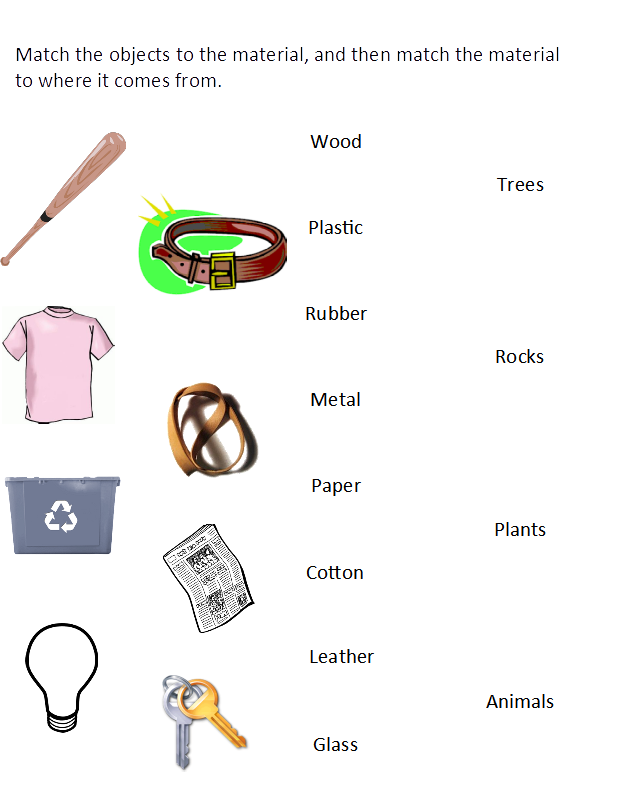 Match the objects to the material, and then match the material
to where it comes from.
Wood
Trees
Plastic
Rubber
Rocks
Metal
Paper
Plants
Cotton
Leather
Animals
Glass